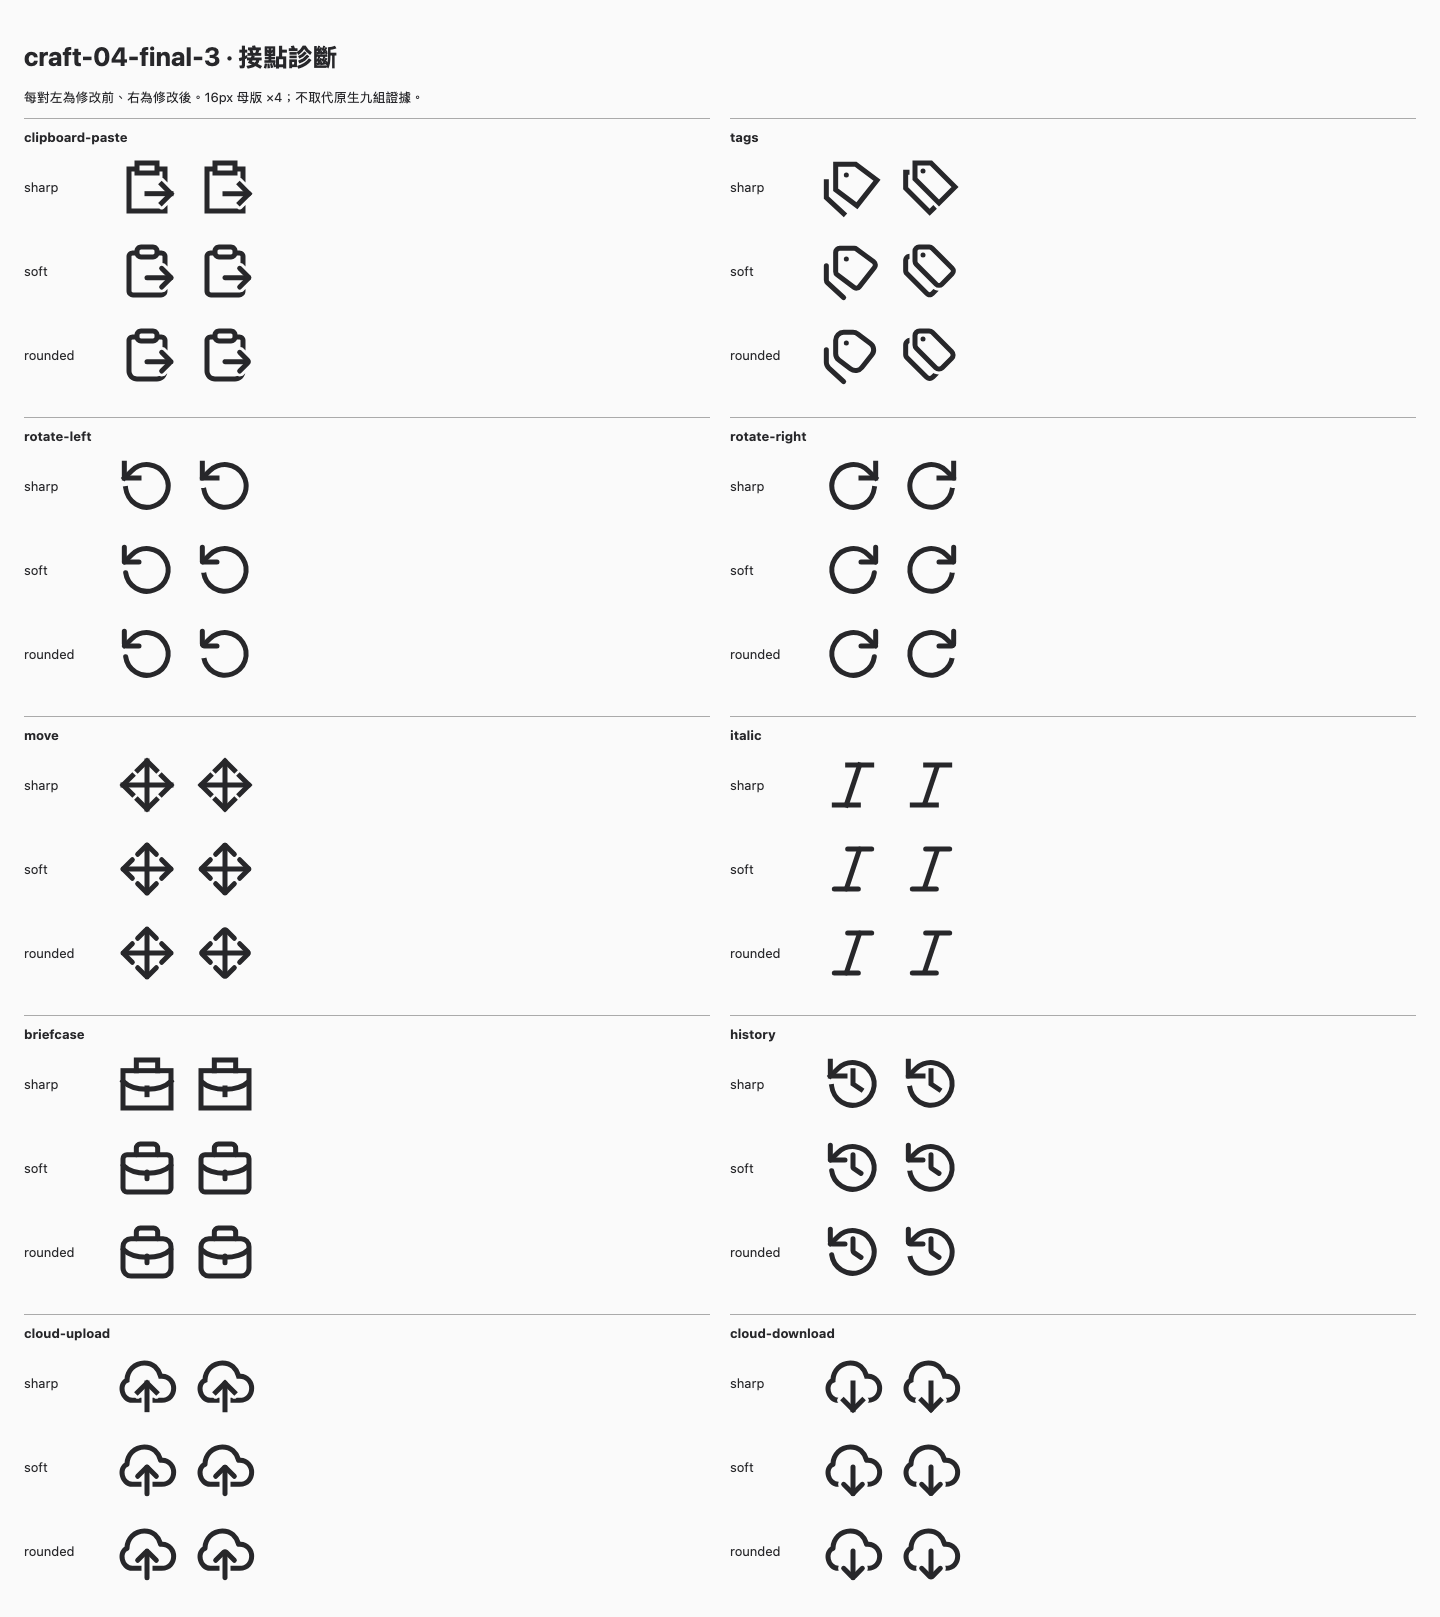 craft-04-final-3 · 接點診斷
每對左為修改前、右為修改後。16px 母版 ×4；不取代原生九組證據。
clipboard-paste
sharp
soft
rounded
tags
sharp
soft
rounded
rotate-left
sharp
soft
rounded
rotate-right
sharp
soft
rounded
move
sharp
soft
rounded
italic
sharp
soft
rounded
briefcase
sharp
soft
rounded
history
sharp
soft
rounded
cloud-upload
sharp
soft
rounded
cloud-download
sharp
soft
rounded